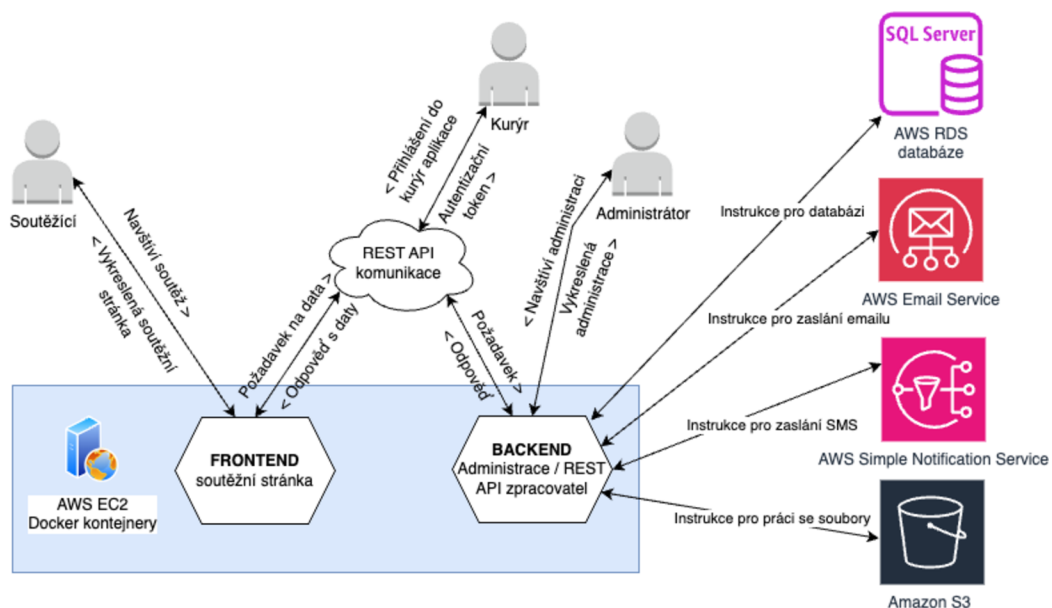 SQL Server
AWS RDS
databáze
Kurýr
< Přihlášení do
kurýr aplikace
Autentizační
token >
Soutěžící
Administrátor
Navštíví soutěž >
< Vykreslená soutěžní
stránka
REST API
komunikace
< Navštíví administraci
Vykreslená
administrace >
Instrukce pro databázi
AWS Email Service
Instrukce pro zaslání emailu
Požadavek na data >
< Odpověď s daty
Požadavek >
< Odpověď
Instrukce pro zaslání SMS
AWS Simple Notification Service
FRONTEND
soutěžní stránka
BACKEND
Administrace / REST
API zpracovatel
AWS EC2
Docker kontejnery
Instrukce pro práci se soubory
Amazon S3